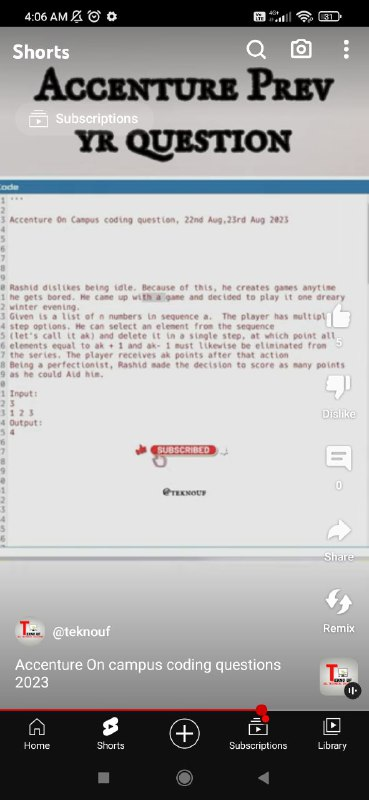 4:06 AM
4G+
31
Shorts
ACCENTURE PREV
Subscriptions
YR QUESTION
Code
Accenture On Campus coding question, 22nd Aug,23rd Aug 2023
Rashid dislikes being idle. Because of this, he creates games anytime
he gets bored. He came up with a game and decided to play it one dreary
winter evening.
Given is a list of n numbers in sequence a. The player has multipl
step options. He can select an element from the sequence
(let's call it ak) and delete it in a single step, at which point all
elements equal to ak + 1 and ak- 1 must likewise be eliminated from
the series. The player receives ak points after that action
Being a perfectionist, Rashid made the decision to score as many points
as he could Aid him.
Input:
3
1 2 3
Output:
4
SUBSCRIBED
@TEKNOUF
5
Dislike
0
Share
Remix
@teknouf
Accenture On campus coding questions
2023
Home
Shorts
Subscriptions
Library